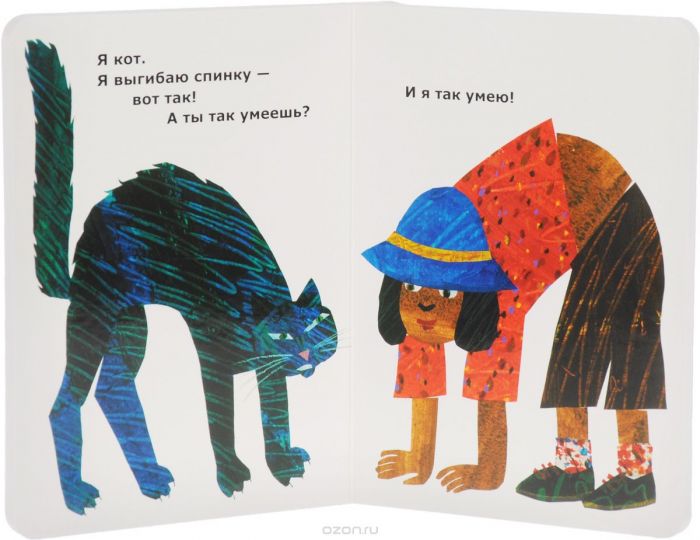 Я кот.
Я выгибаю спинку —
вот так!
А ты так умеешь?
И я так умею!
ozon.ru